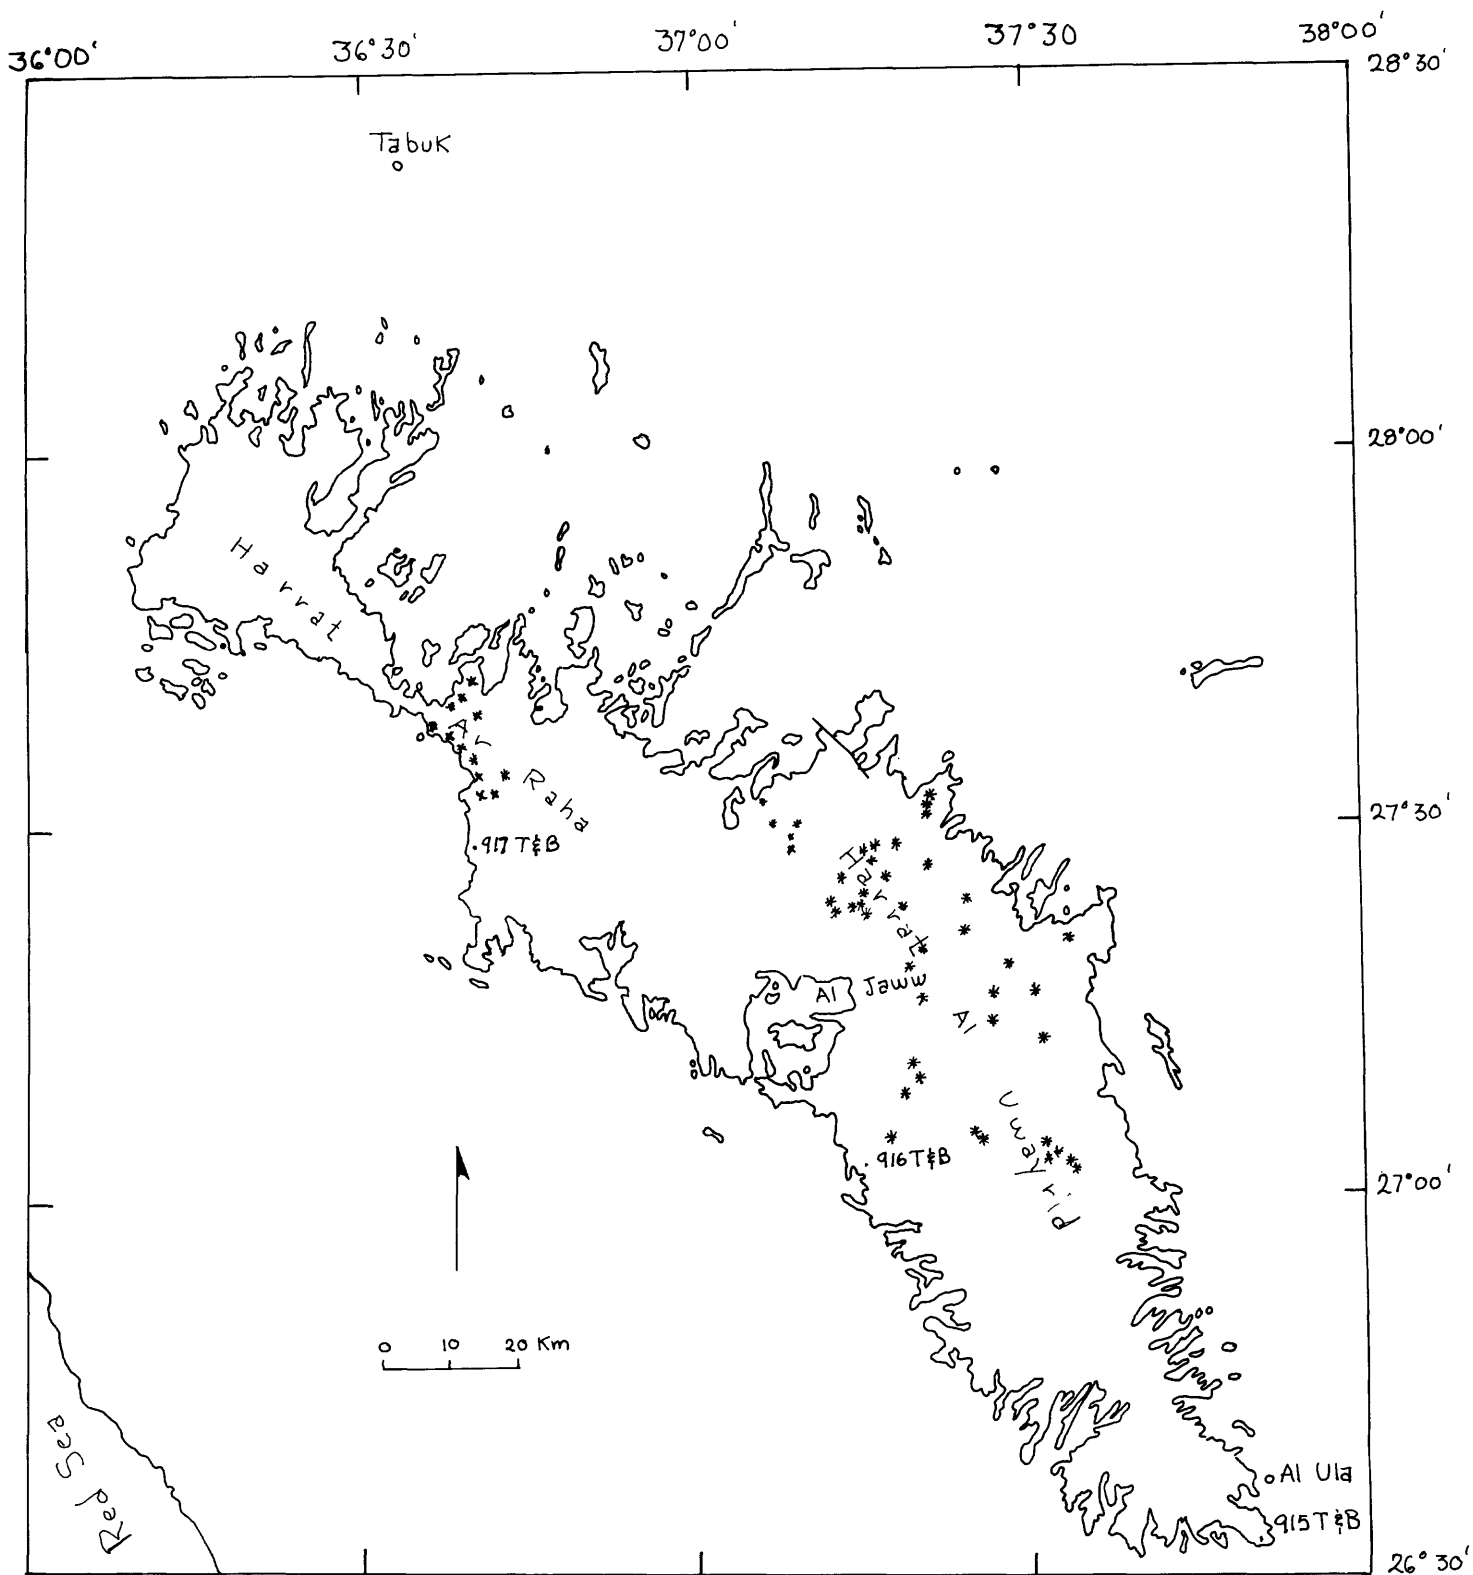 36°00' 36°30' 37°00' 37°30 38°00'
28°30'
Tabuk
28°00'
Harrat
Ar
Raha
27°30'
917 T&B
Harrat
Al Jaww
Al
Uwayrid
916 T&B
27°00'
0 10 20 Km
Red Sea
Al Ula
915 T&B
26°30'